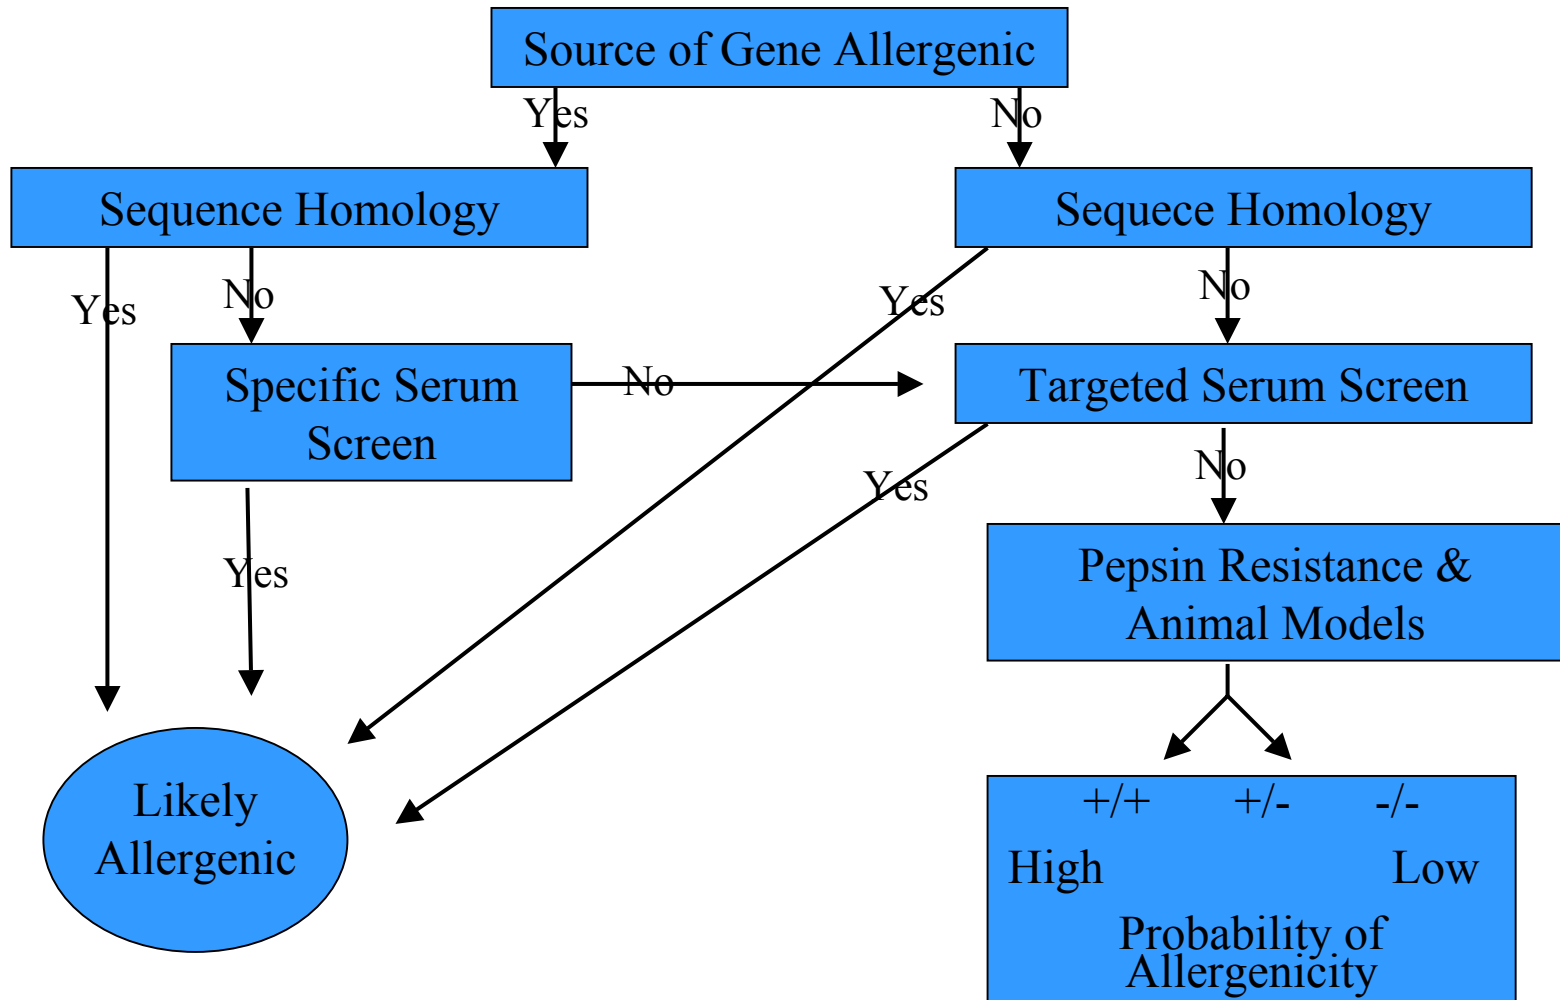 Source of Gene Allergenic
Yes
No
Sequence Homology
Sequece Homology
Yes
No
Yes
No
Specific Serum
Screen
No
Targeted Serum Screen
Yes
Yes
No
Pepsin Resistance &
Animal Models
Likely
Allergenic
+/+ +/- -/-
High Low
Probability of
Allergenicity